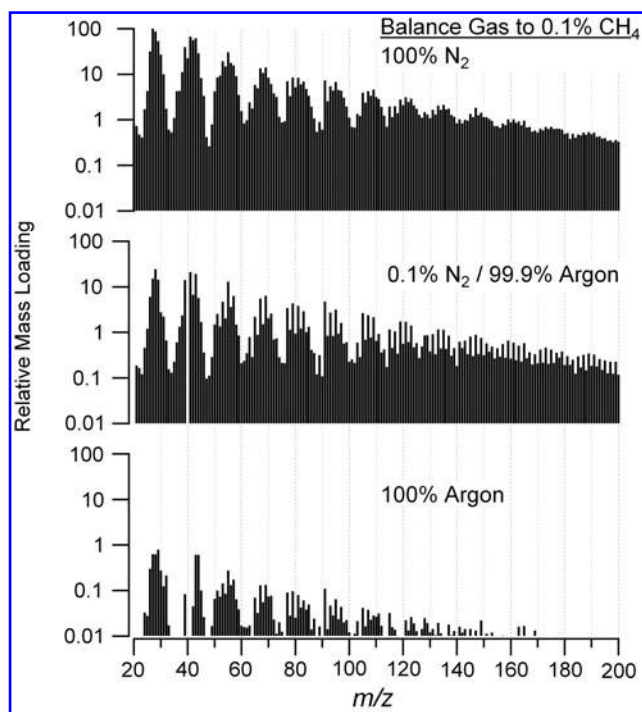 Balance Gas to 0.1% CH₄
100% N₂
100
10
1
0.1
0.01
0.1% N₂ / 99.9% Argon
100
10
1
0.1
0.01
Relative Mass Loading
100% Argon
100
10
1
0.1
0.01
20 40 60 80 100 120 140 160 180 200
m/z